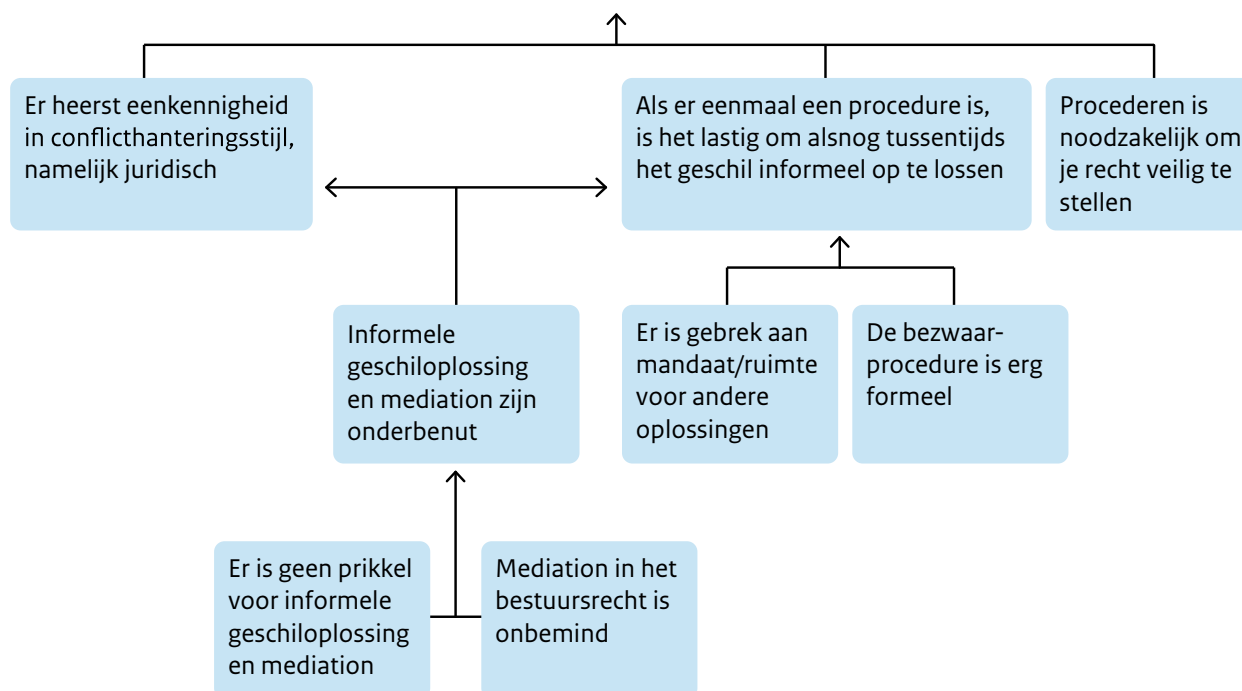 Er heerst eenkennigheid
in conflicthanteringsstijl,
namelijk juridisch
Als er eenmaal een procedure is,
is het lastig om alsnog tussentijds
het geschil informeel op te lossen
Procederen is
noodzakelijk om
je recht veilig te
stellen
Informele
geschiloplossing
en mediation zijn
onderbenut
Er is gebrek aan
mandaat/ruimte
voor andere
oplossingen
De bezwaar-
procedure is erg
formeel
Er is geen prikkel
voor informele
geschiloplossing
en mediation
Mediation in het
bestuursrecht is
onbemind